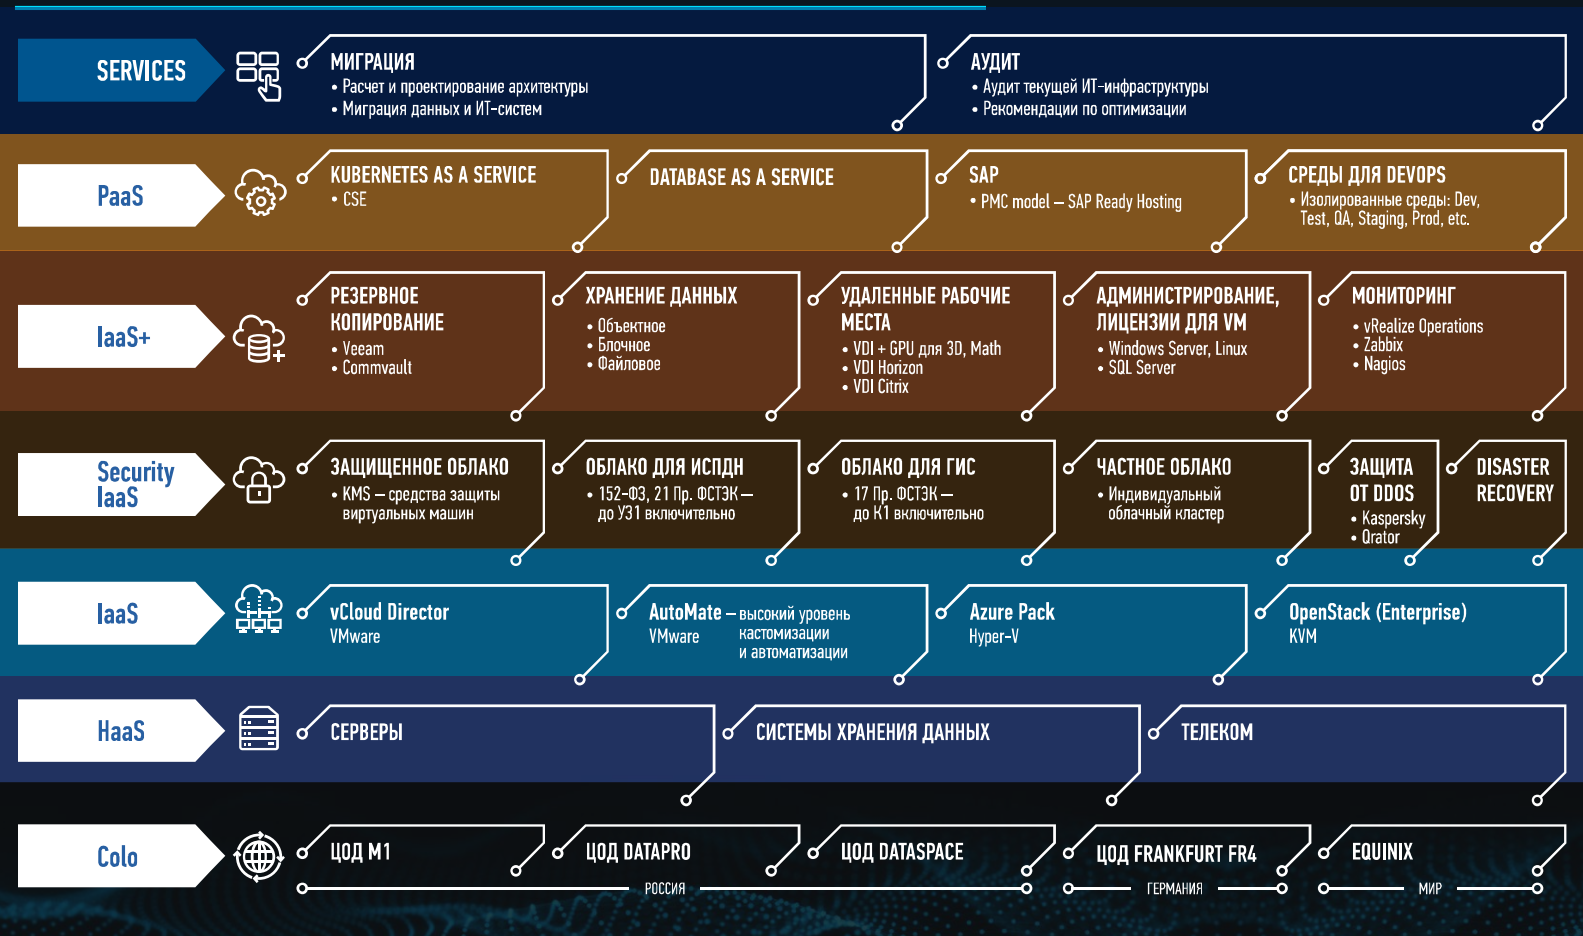 SERVICES
МИГРАЦИЯ
• Расчет и проектирование архитектуры
• Миграция данных и ИТ-систем
АУДИТ
• Аудит текущей ИТ-инфраструктуры
• Рекомендации по оптимизации
PaaS
KUBERNETES AS A SERVICE
• CSE
DATABASE AS A SERVICE
SAP
• PMC model – SAP Ready Hosting
СРЕДЫ ДЛЯ DEVOPS
• Изолированные среды: Dev,
Test, QA, Staging, Prod, etc.
IaaS+
РЕЗЕРВНОЕ
КОПИРОВАНИЕ
• Veeam
• Commvault
ХРАНЕНИЕ ДАННЫХ
• Объектное
• Блочное
• Файловое
УДАЛЕННЫЕ РАБОЧИЕ
МЕСТА
• VDI + GPU для 3D, Math
• VDI Horizon
• VDI Citrix
АДМИНИСТРИРОВАНИЕ,
ЛИЦЕНЗИИ ДЛЯ VM
• Windows Server, Linux
• SQL Server
МОНИТОРИНГ
• vRealize Operations
• Zabbix
• Nagios
Security
IaaS
ЗАЩИЩЕННОЕ ОБЛАКО
• KMS – средства защиты
виртуальных машин
ОБЛАКО ДЛЯ ИСПДН
• 152-ФЗ, 21 Пр. ФСТЭК –
до УЗ1 включительно
ОБЛАКО ДЛЯ ГИС
• 17 Пр. ФСТЭК –
до К1 включительно
ЧАСТНОЕ ОБЛАКО
• Индивидуальный
облачный кластер
ЗАЩИТА
ОТ DDOS
• Kaspersky
• Qrator
DISASTER
RECOVERY
IaaS
vCloud Director
VMware
AutoMate – высокий уровень
VMware кастомизации
и автоматизации
Azure Pack
Hyper-V
OpenStack (Enterprise)
KVM
HaaS
СЕРВЕРЫ
СИСТЕМЫ ХРАНЕНИЯ ДАННЫХ
ТЕЛЕКОМ
Colo
ЦОД М1
ЦОД DATAPRO
ЦОД DATASPACE
ЦОД FRANKFURT FR4
EQUINIX
РОССИЯ
ГЕРМАНИЯ
МИР